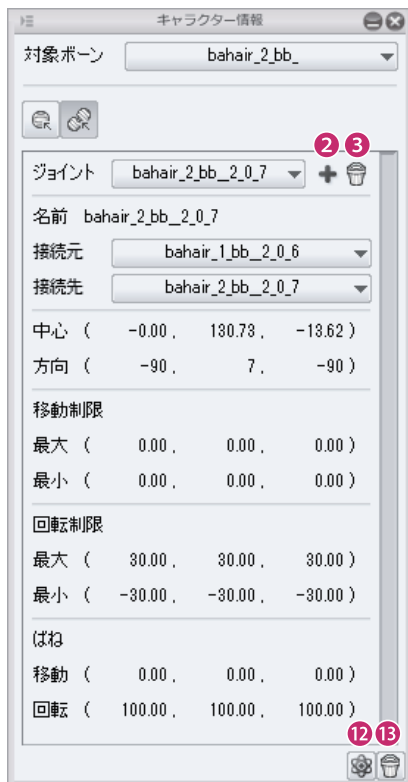 キャラクター情報
対象ボーン bahair_2_bb_
❷ ❸
ジョイント bahair_2_bb__2_0_7
名前 bahair_2_bb__2_0_7
接続元 bahair_1_bb__2_0_6
接続先 bahair_2_bb__2_0_7
中心 ( -0.00 , 130.73 , -13.62 )
方向 ( -90 , 7 , -90 )
移動制限
最大 ( 0.00 , 0.00 , 0.00 )
最小 ( 0.00 , 0.00 , 0.00 )
回転制限
最大 ( 30.00 , 30.00 , 30.00 )
最小 ( -30.00 , -30.00 , -30.00 )
ばね
移動 ( 0.00 , 0.00 , 0.00 )
回転 ( 100.00 , 100.00 , 100.00 )
⓬ ⓭